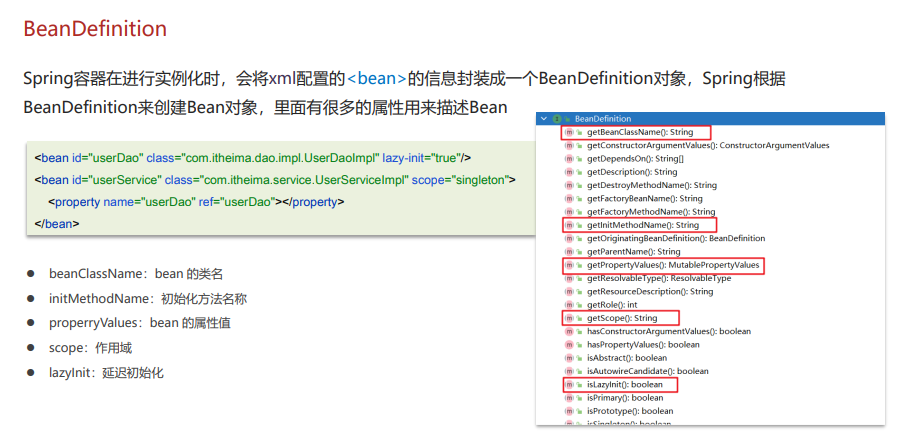 BeanDefinition
Spring容器在进行实例化时，会将xml配置的<bean>的信息封装成一个BeanDefinition对象，Spring根据
BeanDefinition来创建Bean对象，里面有很多的属性用来描述Bean
<bean id="userDao" class="com.itheima.dao.impl.UserDaoImpl" lazy-init="true"/>
<bean id="userService" class="com.itheima.service.UserServiceImpl" scope="singleton">
<property name="userDao" ref="userDao"></property>
</bean>
● beanClassName：bean 的类名
● initMethodName：初始化方法名称
● properryValues：bean 的属性值
● scope：作用域
● lazyInit：延迟初始化
BeanDefinition
getBeanClassName(): String
getConstructorArgumentValues(): ConstructorArgumentValues
getDependsOn(): String[]
getDescription(): String
getDestroyMethodName(): String
getFactoryBeanName(): String
getFactoryMethodName(): String
getInitMethodName(): String
getOriginatingBeanDefinition(): BeanDefinition
getParentName(): String
getPropertyValues(): MutablePropertyValues
getResolvableType(): ResolvableType
getResourceDescription(): String
getRole(): int
getScope(): String
hasConstructorArgumentValues(): boolean
hasPropertyValues(): boolean
isAbstract(): boolean
isAutowireCandidate(): boolean
isLazyInit(): boolean
isPrimary(): boolean
isPrototype(): boolean
isSingleton(): boolean